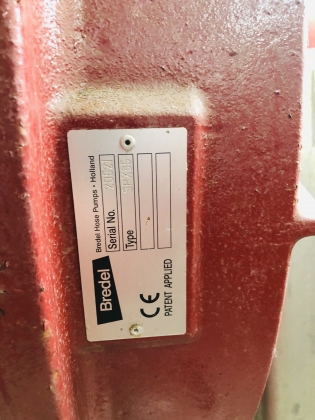 Bredel
Bredel Hose Pumps • Holland
Serial No.
Type
CE
PATENT APPLIED